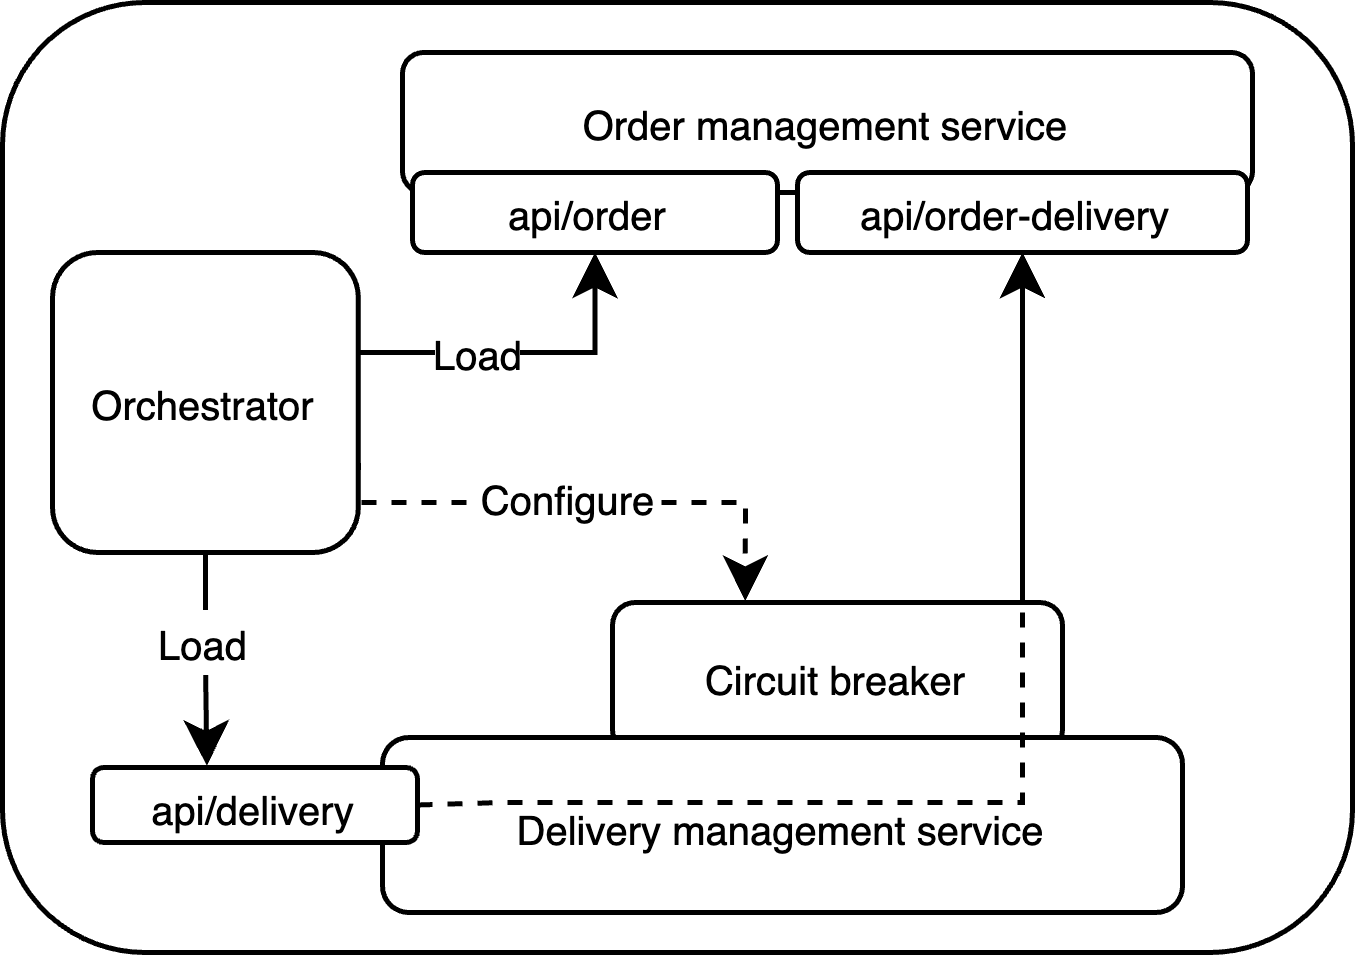 Order management service
api/order
api/order-delivery
Load
Orchestrator
Configure
Load
Circuit breaker
api/delivery
Delivery management service